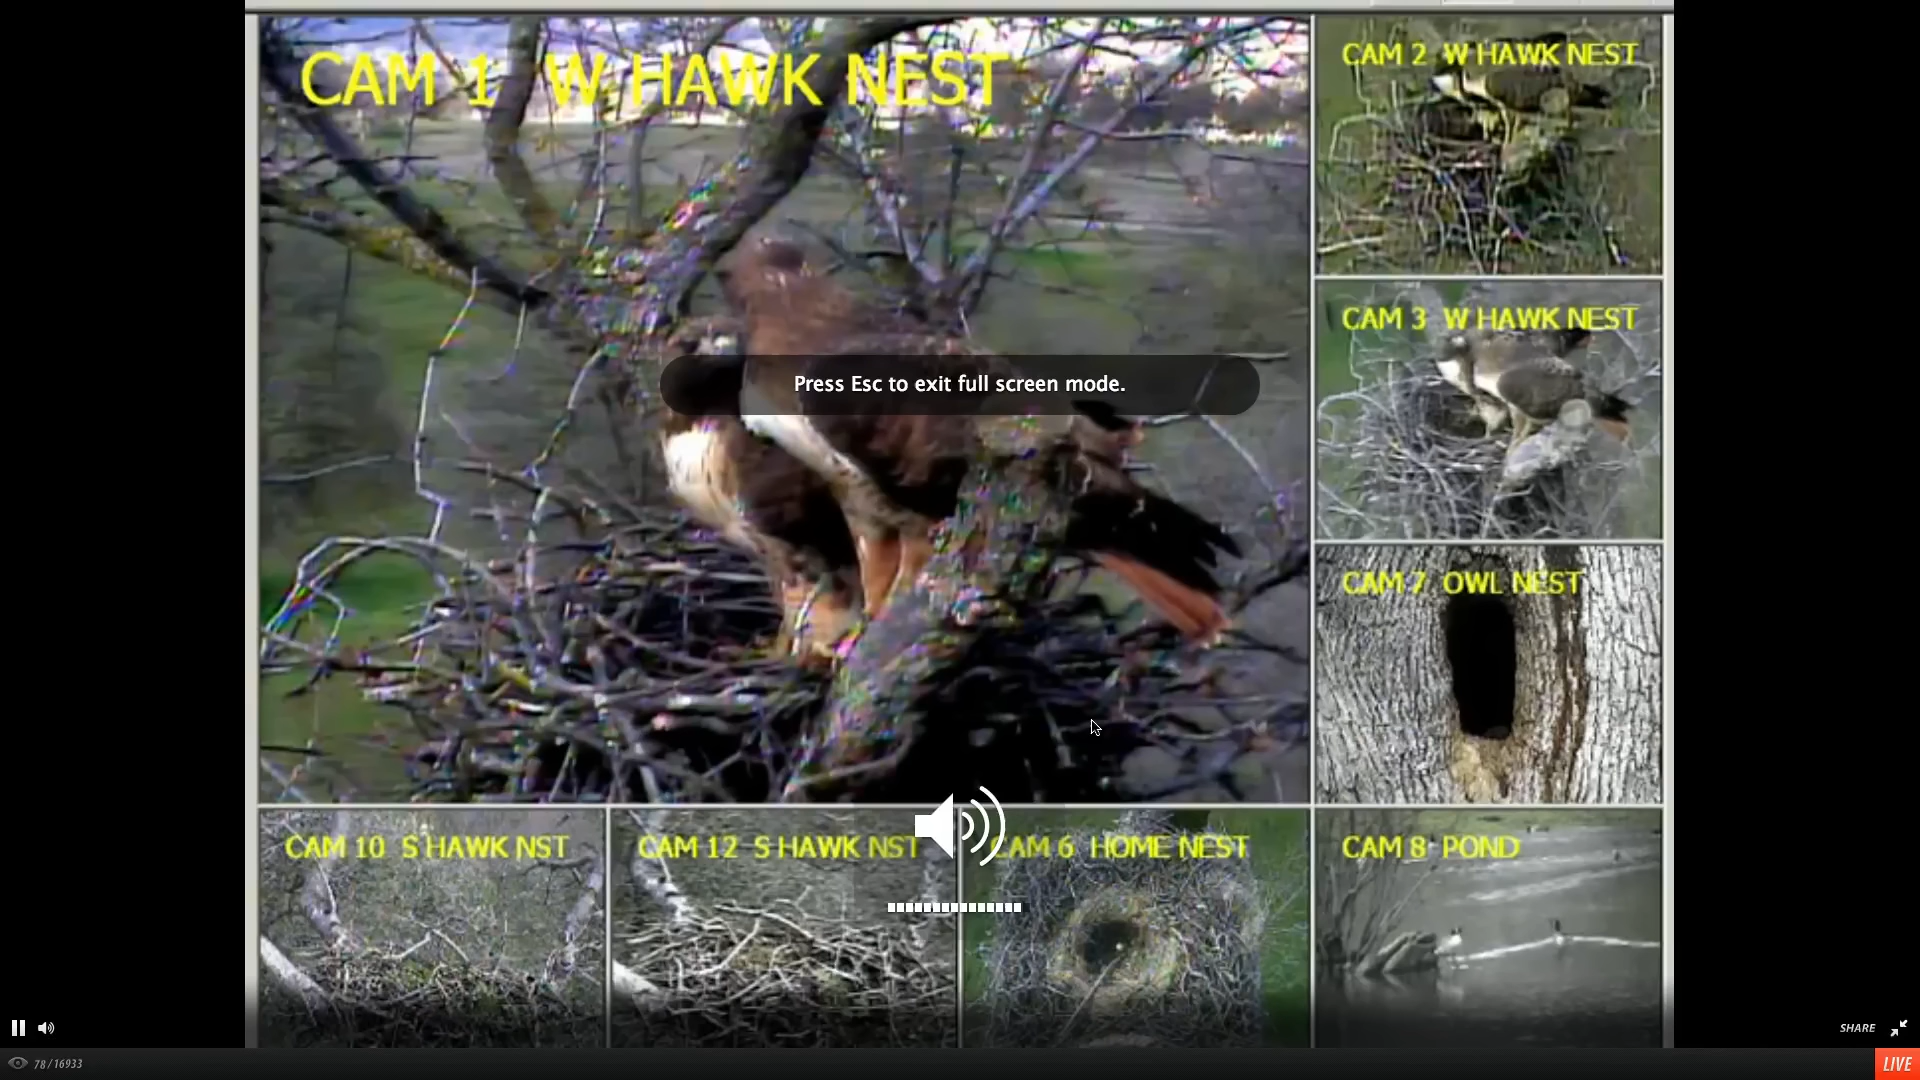 CAM 1 W HAWK NEST
CAM 2 W HAWK NEST
CAM 3 W HAWK NEST
Press Esc to exit full screen mode.
CAM 7 OWL NEST
CAM 10 S HAWK NST
CAM 12 S HAWK NST
CAM 6 HOME NEST
CAM 8 POND
SHARE
78/16933
LIVE